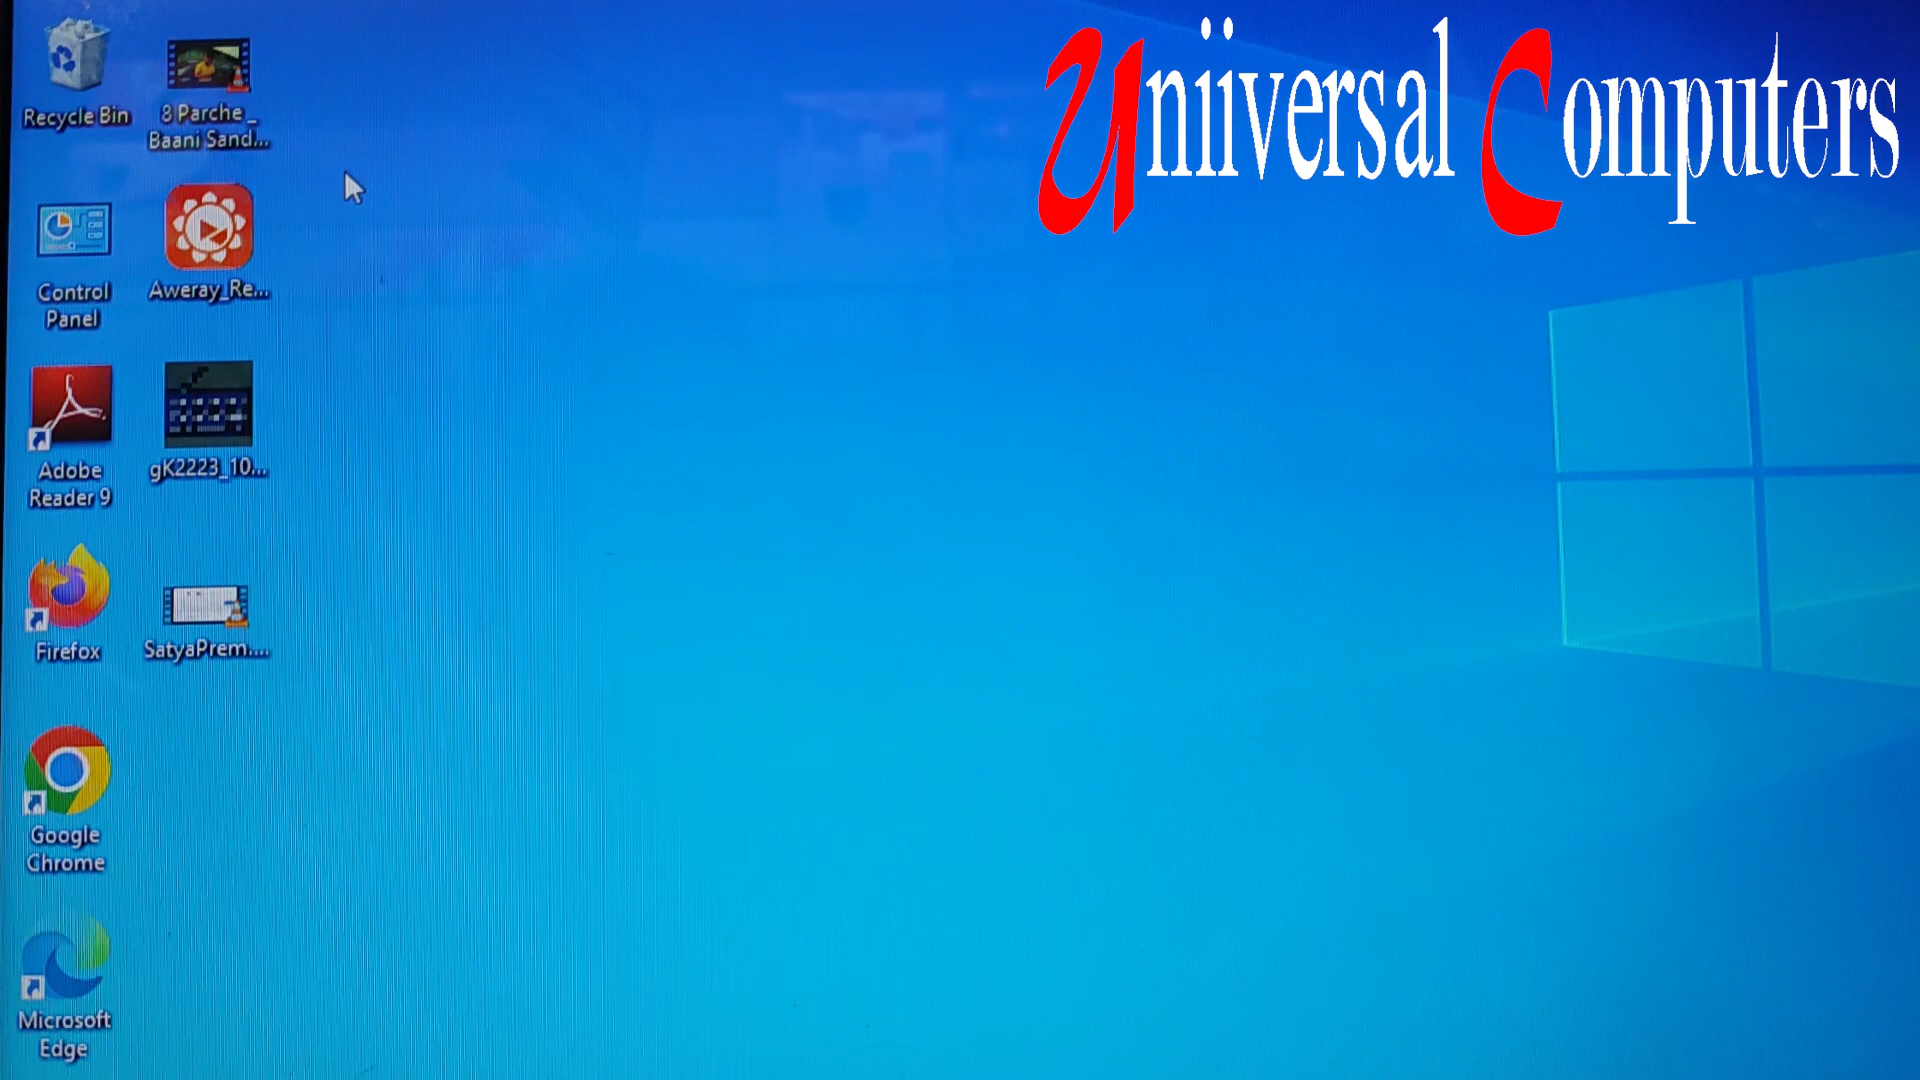 Uniiversal Computers
Recycle Bin
8 Parche _
Baani Sand...
Control
Panel
Aweray_Re...
Adobe
Reader 9
gK2223_10...
Firefox
SatyaPrem....
Google
Chrome
Microsoft
Edge